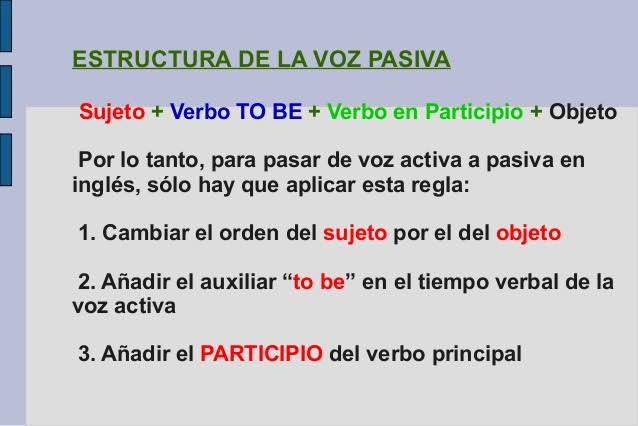 ESTRUCTURA DE LA VOZ PASIVA
Sujeto + Verbo TO BE + Verbo en Participio + Objeto
Por lo tanto, para pasar de voz activa a pasiva en
inglés, sólo hay que aplicar esta regla:
1. Cambiar el orden del sujeto por el del objeto
2. Añadir el auxiliar “to be” en el tiempo verbal de la
voz activa
3. Añadir el PARTICIPIO del verbo principal